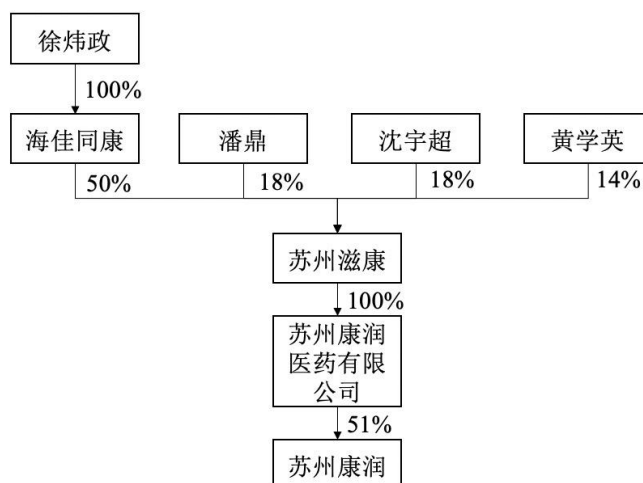 徐炜政
100%
海佳同康
潘鼎
沈宇超
黄学英
50%
18%
18%
14%
苏州滋康
100%
苏州康润
医药有限
公司
51%
苏州康润